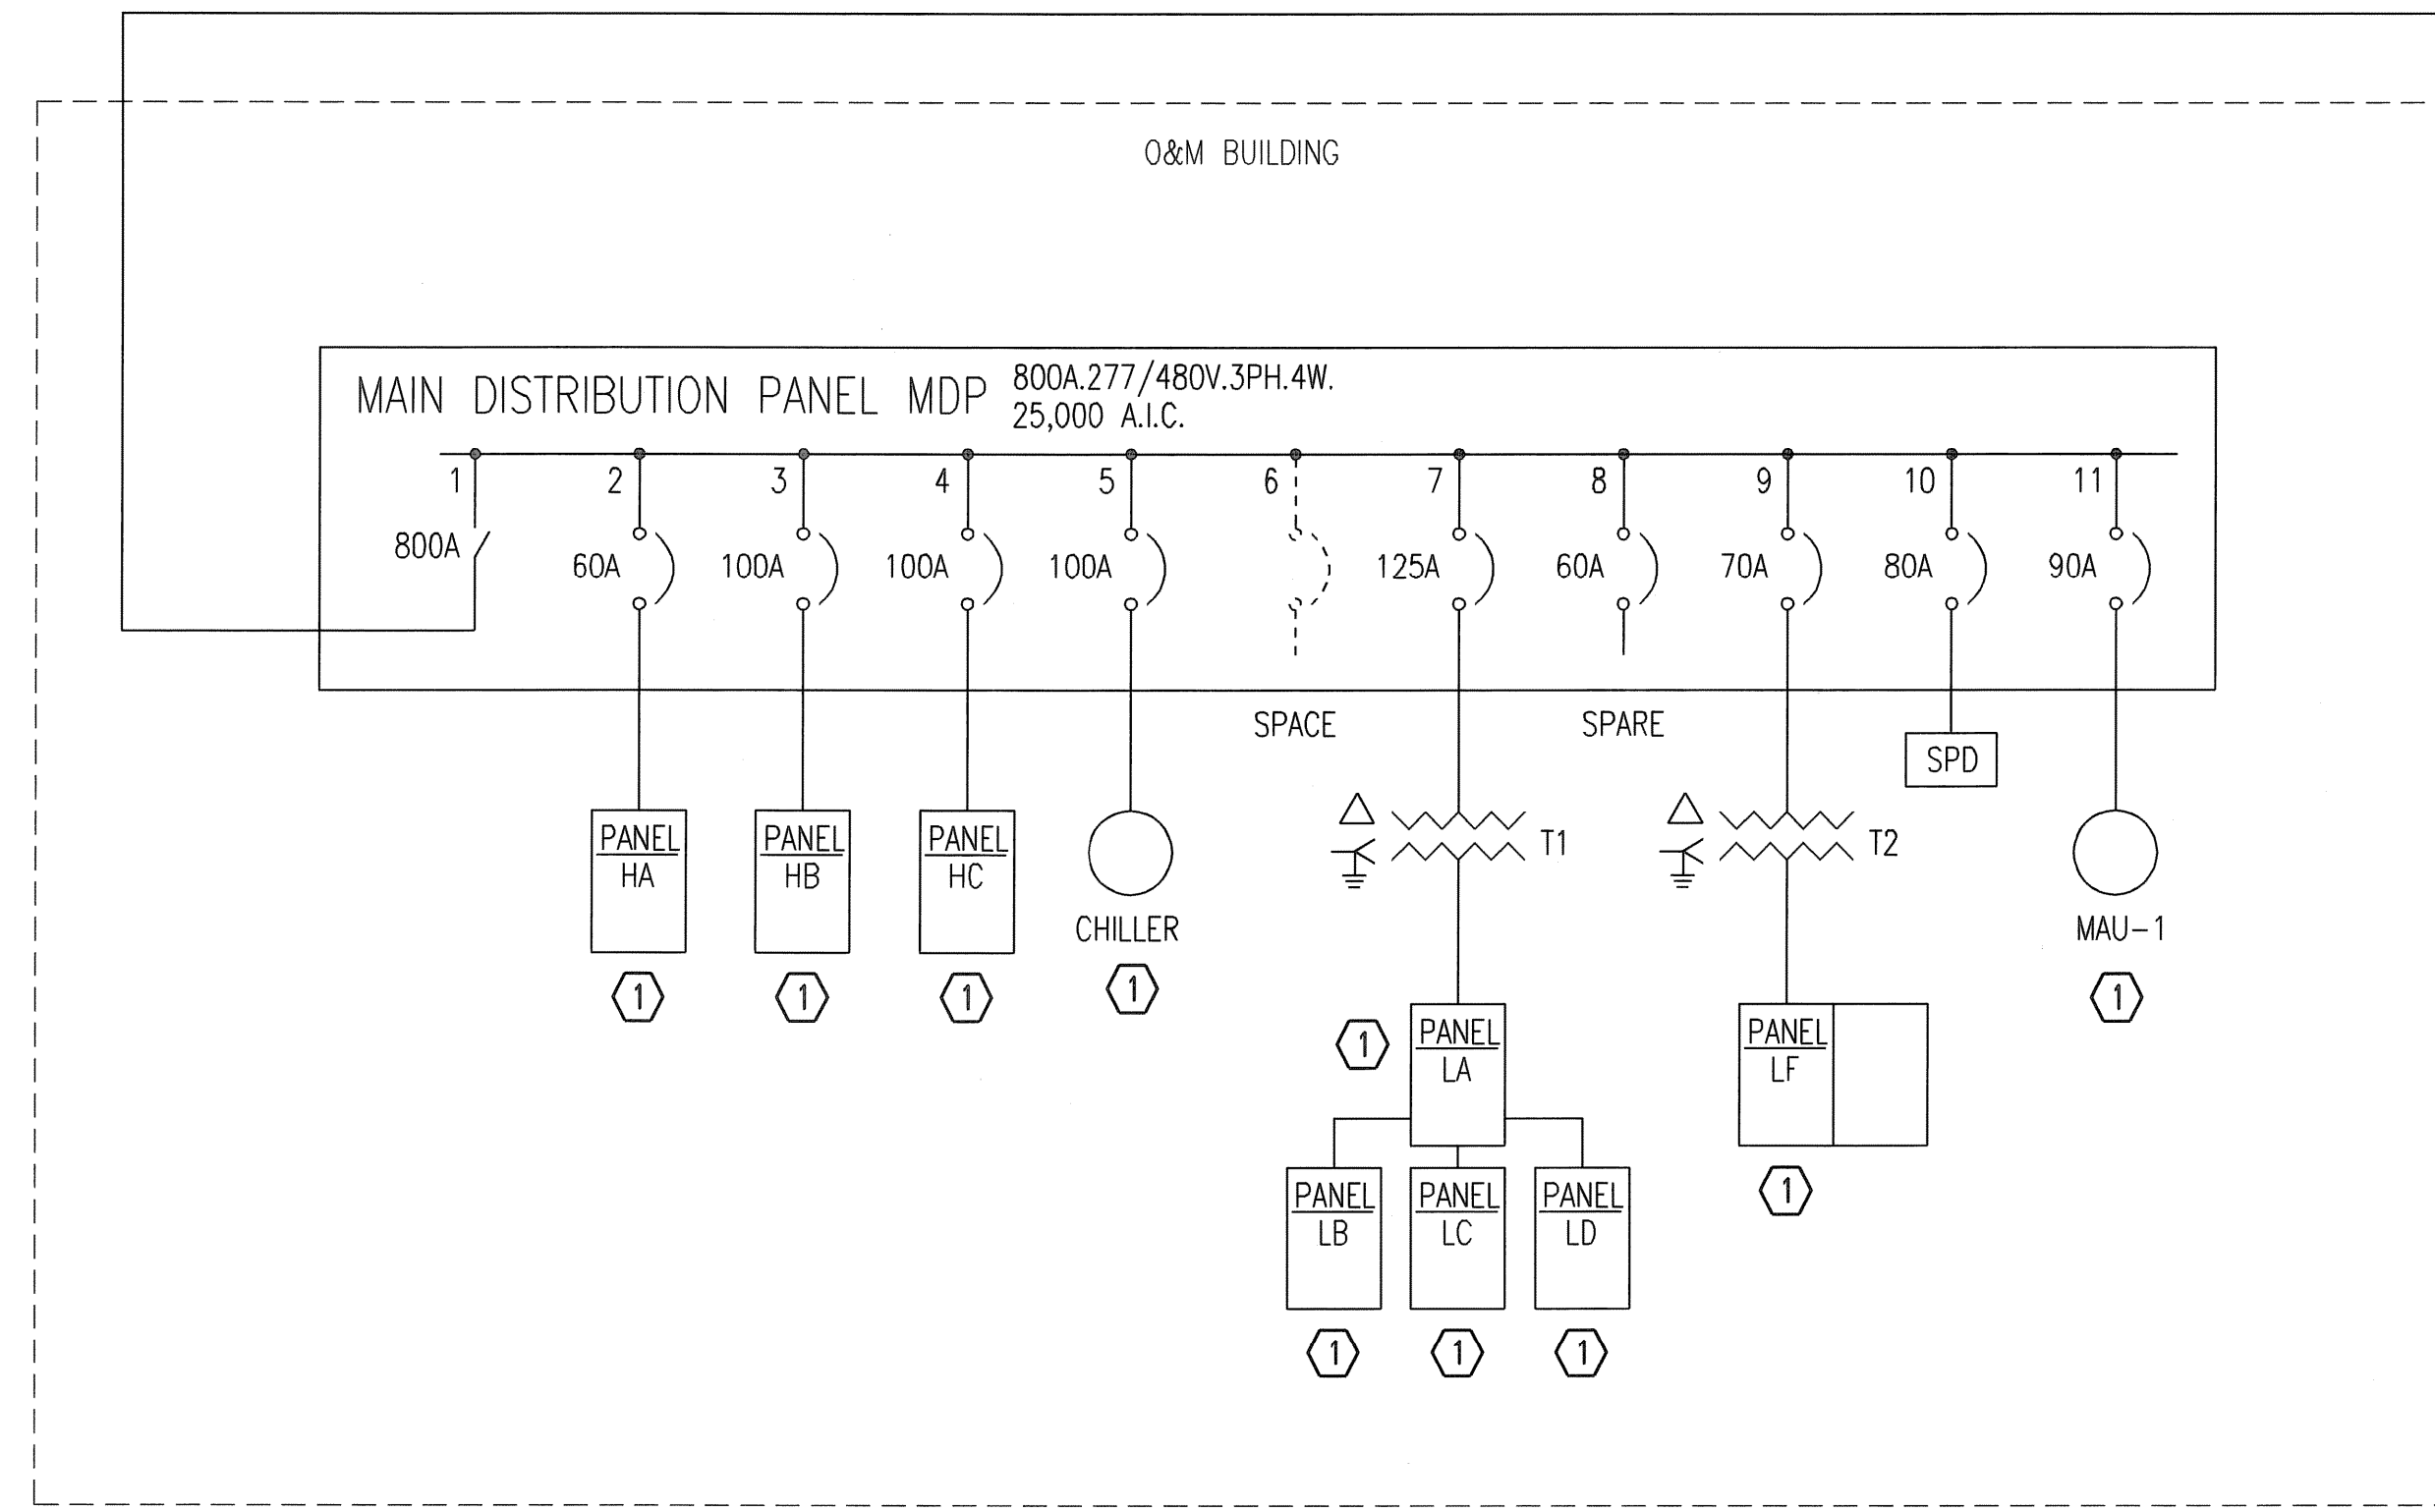 O&M BUILDING
MAIN DISTRIBUTION PANEL MDP
800A.277/480V.3PH.4W.
25,000 A.I.C.
1
2
3
4
5
6
7
8
9
10
11
800A
60A
100A
100A
100A
125A
60A
70A
80A
90A
SPACE
SPARE
SPD
PANEL
HA
1
PANEL
HB
1
PANEL
HC
1
CHILLER
1
T1
T2
MAU-1
1
1
PANEL
LA
PANEL
LF
1
PANEL
LB
1
PANEL
LC
1
PANEL
LD
1